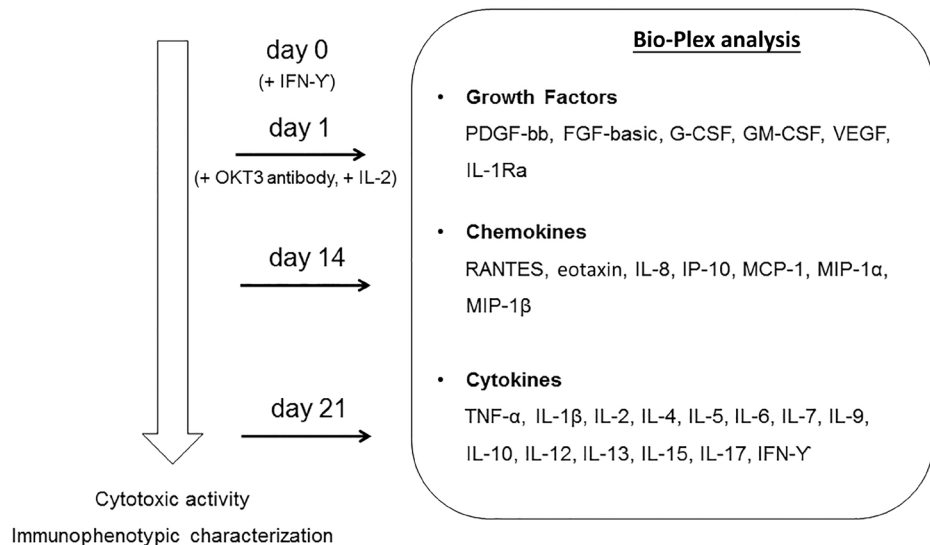 day 0
(+ IFN-ϒ)
day 1
(+ OKT3 antibody, + IL-2)
day 14
day 21
Cytotoxic activity
Immunophenotypic characterization
Bio-Plex analysis
• Growth Factors
PDGF-bb, FGF-basic, G-CSF, GM-CSF, VEGF,
IL-1Ra
• Chemokines
RANTES, eotaxin, IL-8, IP-10, MCP-1, MIP-1α,
MIP-1β
• Cytokines
TNF-α, IL-1β, IL-2, IL-4, IL-5, IL-6, IL-7, IL-9,
IL-10, IL-12, IL-13, IL-15, IL-17, IFN-ϒ